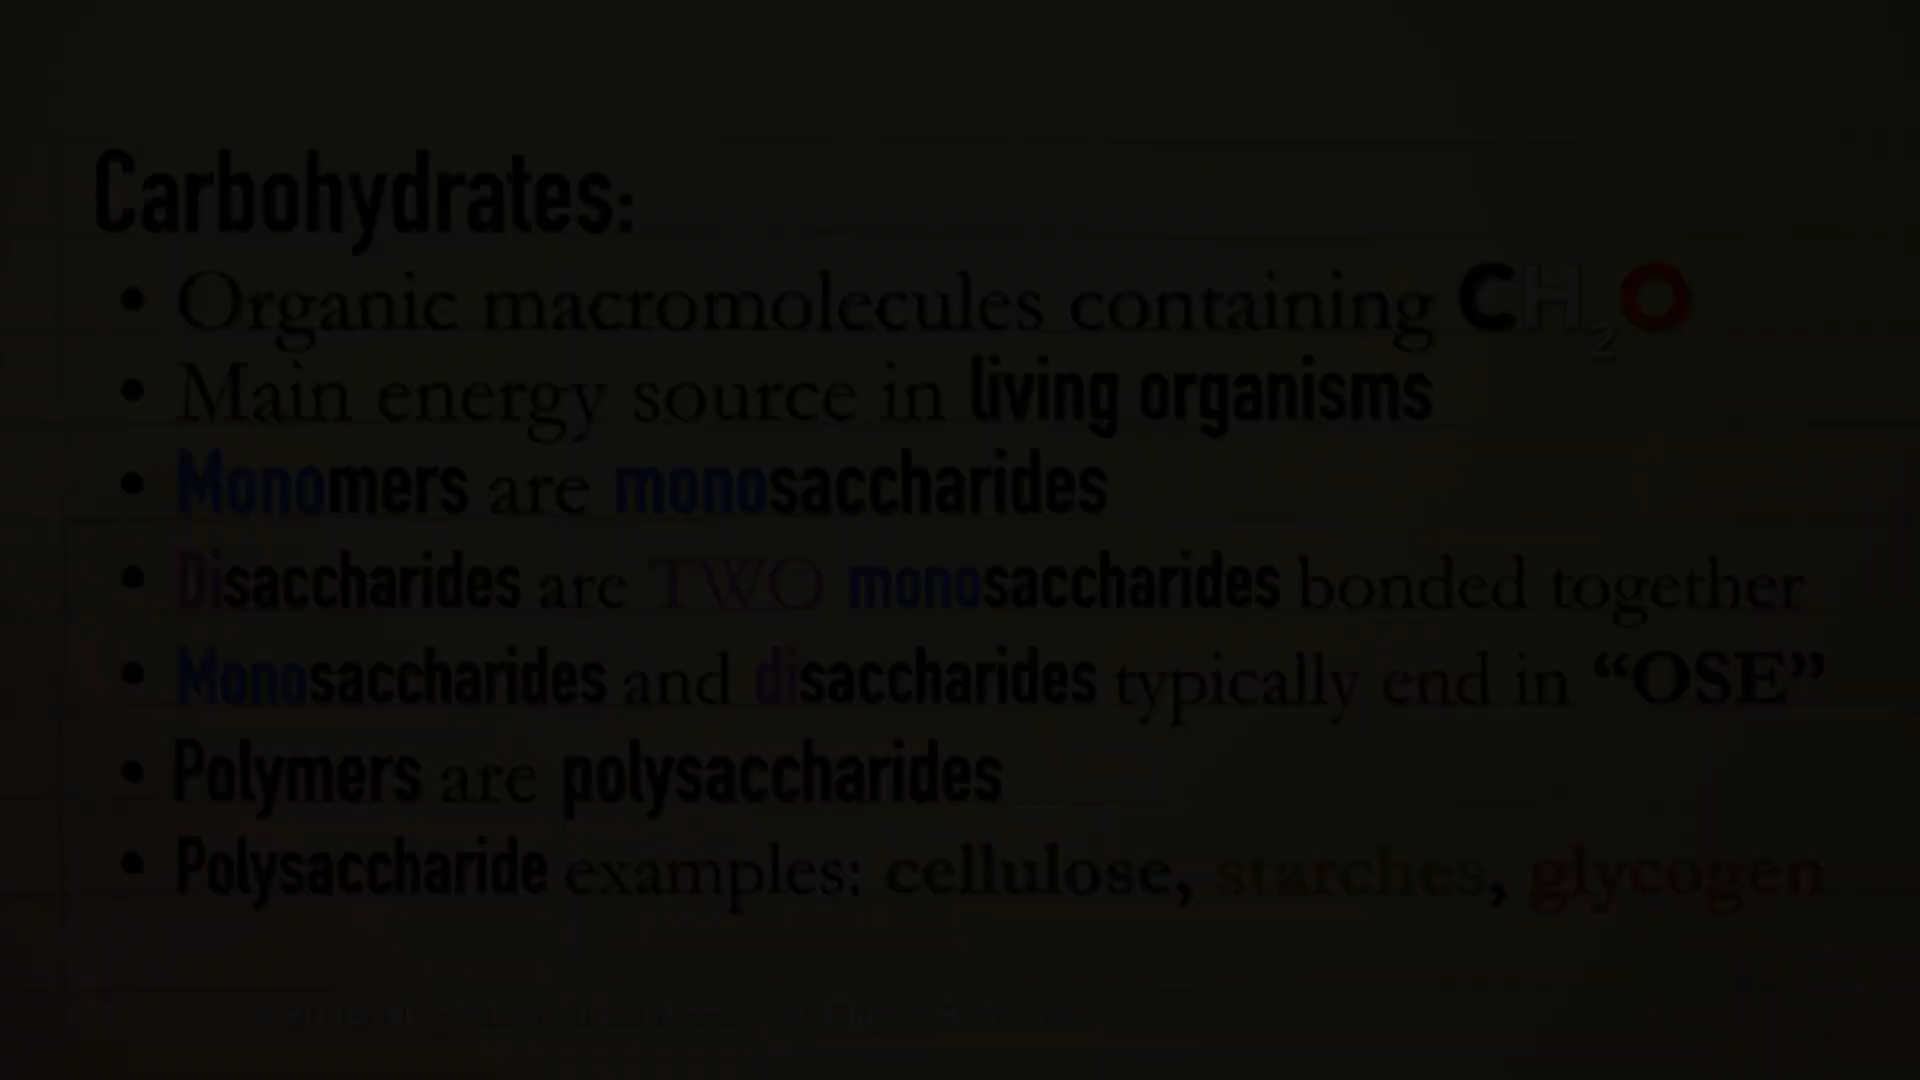 Carbohydrates:
• Organic macromolecules containing CH₂O
• Main energy source in living organisms
• Monomers are monosaccharides
• Disaccharides are TWO monosaccharides bonded together
• Monosaccharides and disaccharides typically end in “OSE”
• Polymers are polysaccharides
• Polysaccharide examples: cellulose, starches, glycogen